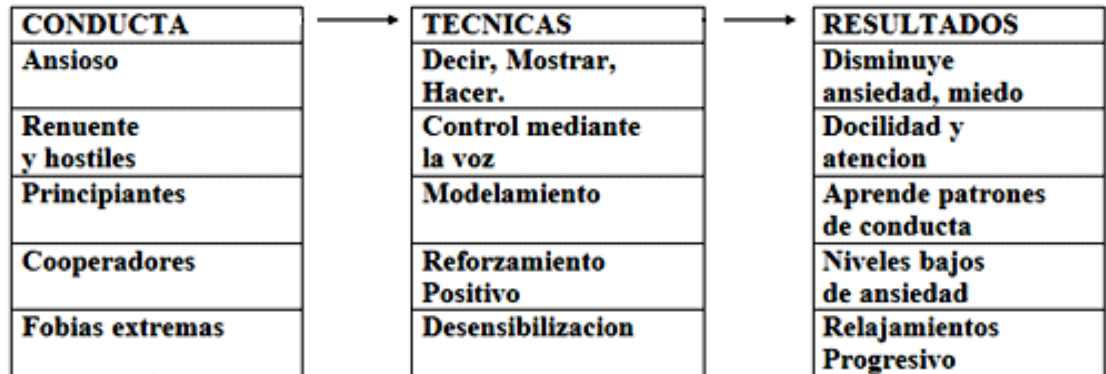 CONDUCTA
Ansioso
Renuente
y hostiles
Principiantes
Cooperadores
Fobias extremas
TECNICAS
Decir, Mostrar,
Hacer.
Control mediante
la voz
Modelamiento
Reforzamiento
Positivo
Desensibilizacion
RESULTADOS
Disminuye
ansiedad, miedo
Docilidad y
atencion
Aprende patrones
de conducta
Niveles bajos
de ansiedad
Relajamientos
Progresivo